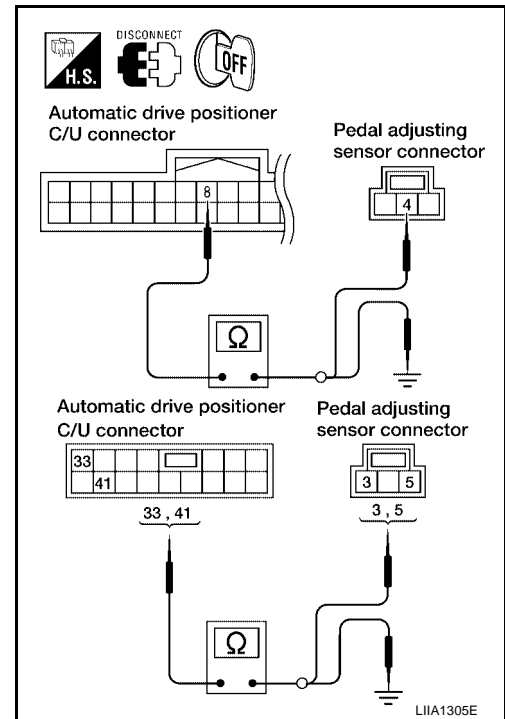 DISCONNECT
H.S.
OFF
Automatic drive positioner
C/U connector
Pedal adjusting
sensor connector
8
4
Ω
Automatic drive positioner
C/U connector
Pedal adjusting
sensor connector
33
41
3 5
33 , 41
3 , 5
Ω
LIIA1305E